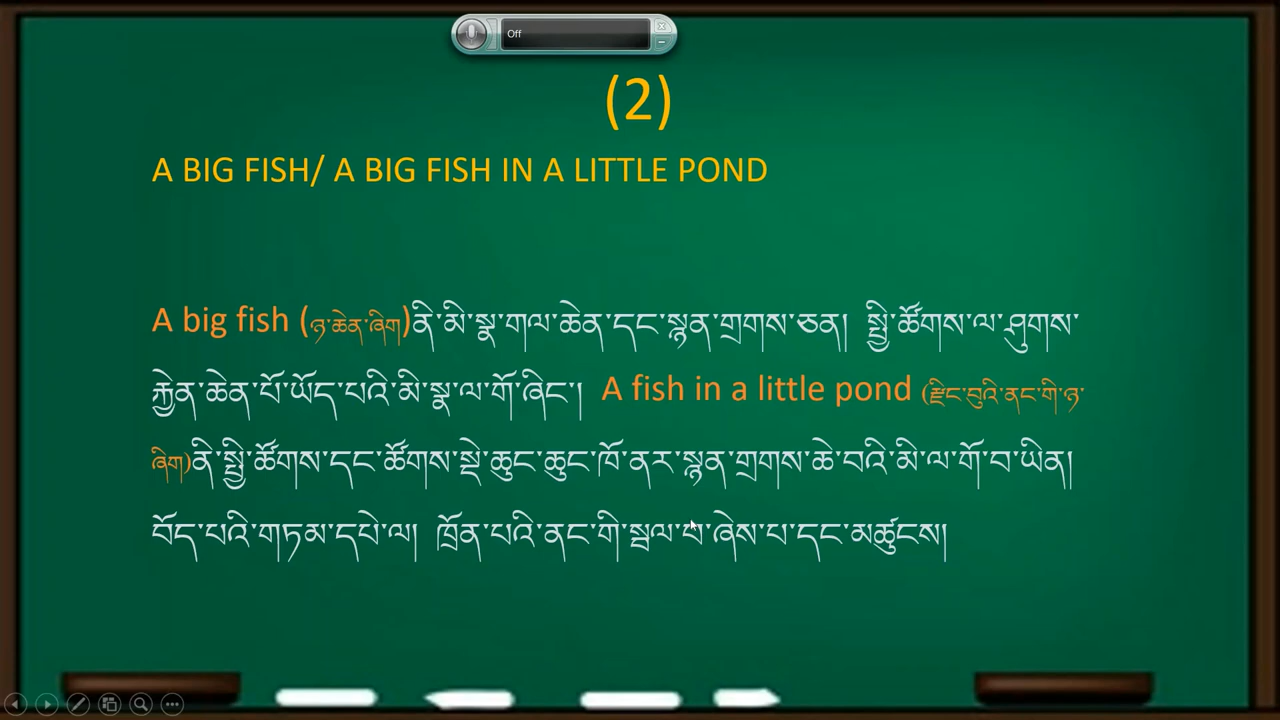 Off
(2)
A BIG FISH/ A BIG FISH IN A LITTLE POND
A big fish (ཉ་ཆེན་ཞིག)ནི་མི་སྣ་གལ་ཆེན་དང་སྙན་གྲགས་ཅན། སྤྱི་ཚོགས་ལ་ཤུགས་
རྐྱེན་ཆེན་པོ་ཡོད་པའི་མི་སྣ་ལ་གོ་ཞིང་། A fish in a little pond (རྫིང་བུའི་ནང་གི་ཉ་
ཞིག)ནི་སྤྱི་ཚོགས་དང་ཚོགས་སྡེ་ཆུང་ཆུང་ཁོ་ནར་སྙན་གྲགས་ཆེ་བའི་མི་ལ་གོ་བ་ཡིན།
བོད་པའི་གཏམ་དཔེ་ལ། ཁྲོན་པའི་ནང་གི་སྦལ་པ་ཞེས་པ་དང་མཚུངས།